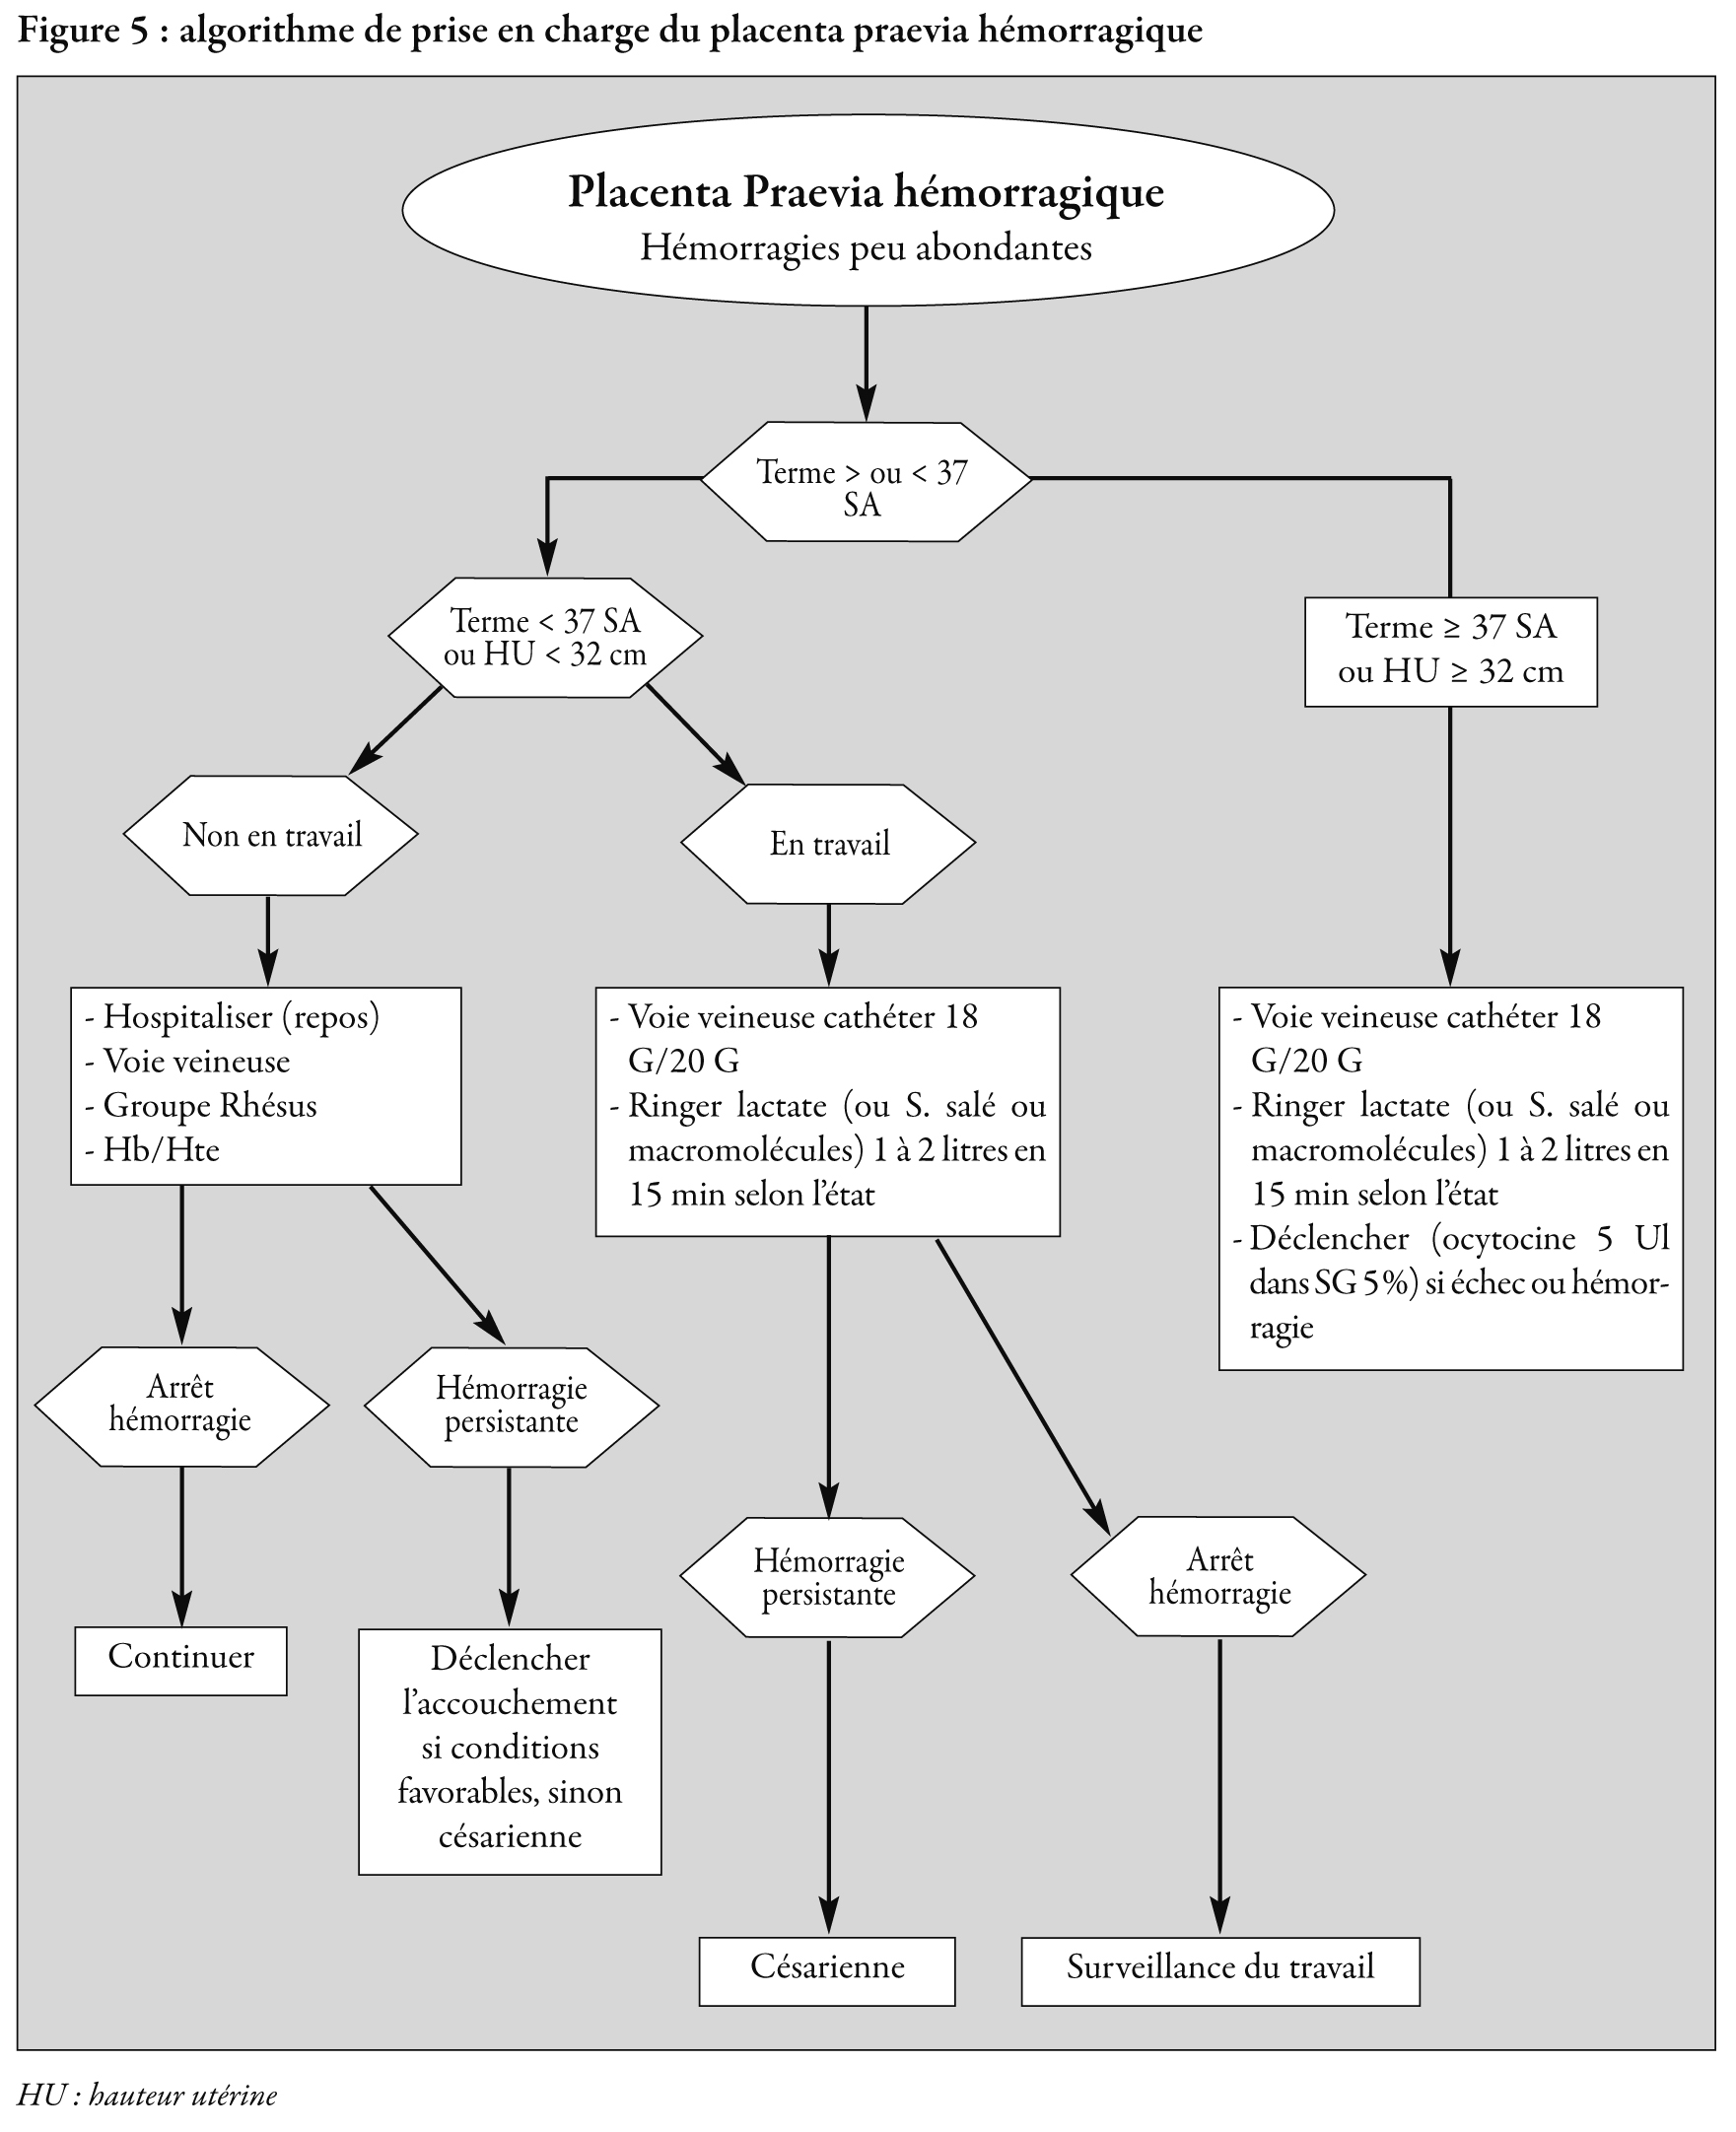 Figure 5 : algorithme de prise en charge du placenta praevia hémorragique
Placenta Praevia hémorragique
Hémorragies peu abondantes
Terme > ou < 37
SA
Terme < 37 SA
ou HU < 32 cm
Terme ≥ 37 SA
ou HU ≥ 32 cm
Non en travail
En travail
- Hospitaliser (repos)
- Voie veineuse
- Groupe Rhésus
- Hb/Hte
- Voie veineuse cathéter 18
G/20 G
- Ringer lactate (ou S. salé ou
macromolécules) 1 à 2 litres en
15 min selon l’état
- Voie veineuse cathéter 18
G/20 G
- Ringer lactate (ou S. salé ou
macromolécules) 1 à 2 litres en
15 min selon l’état
- Déclencher (ocytocine 5 Ul
dans SG 5%) si échec ou hémor-
ragie
Arrêt
hémorragie
Hémorragie
persistante
Hémorragie
persistante
Arrêt
hémorragie
Continuer
Déclencher
l’accouchement
si conditions
favorables, sinon
césarienne
Césarienne
Surveillance du travail
HU : hauteur utérine